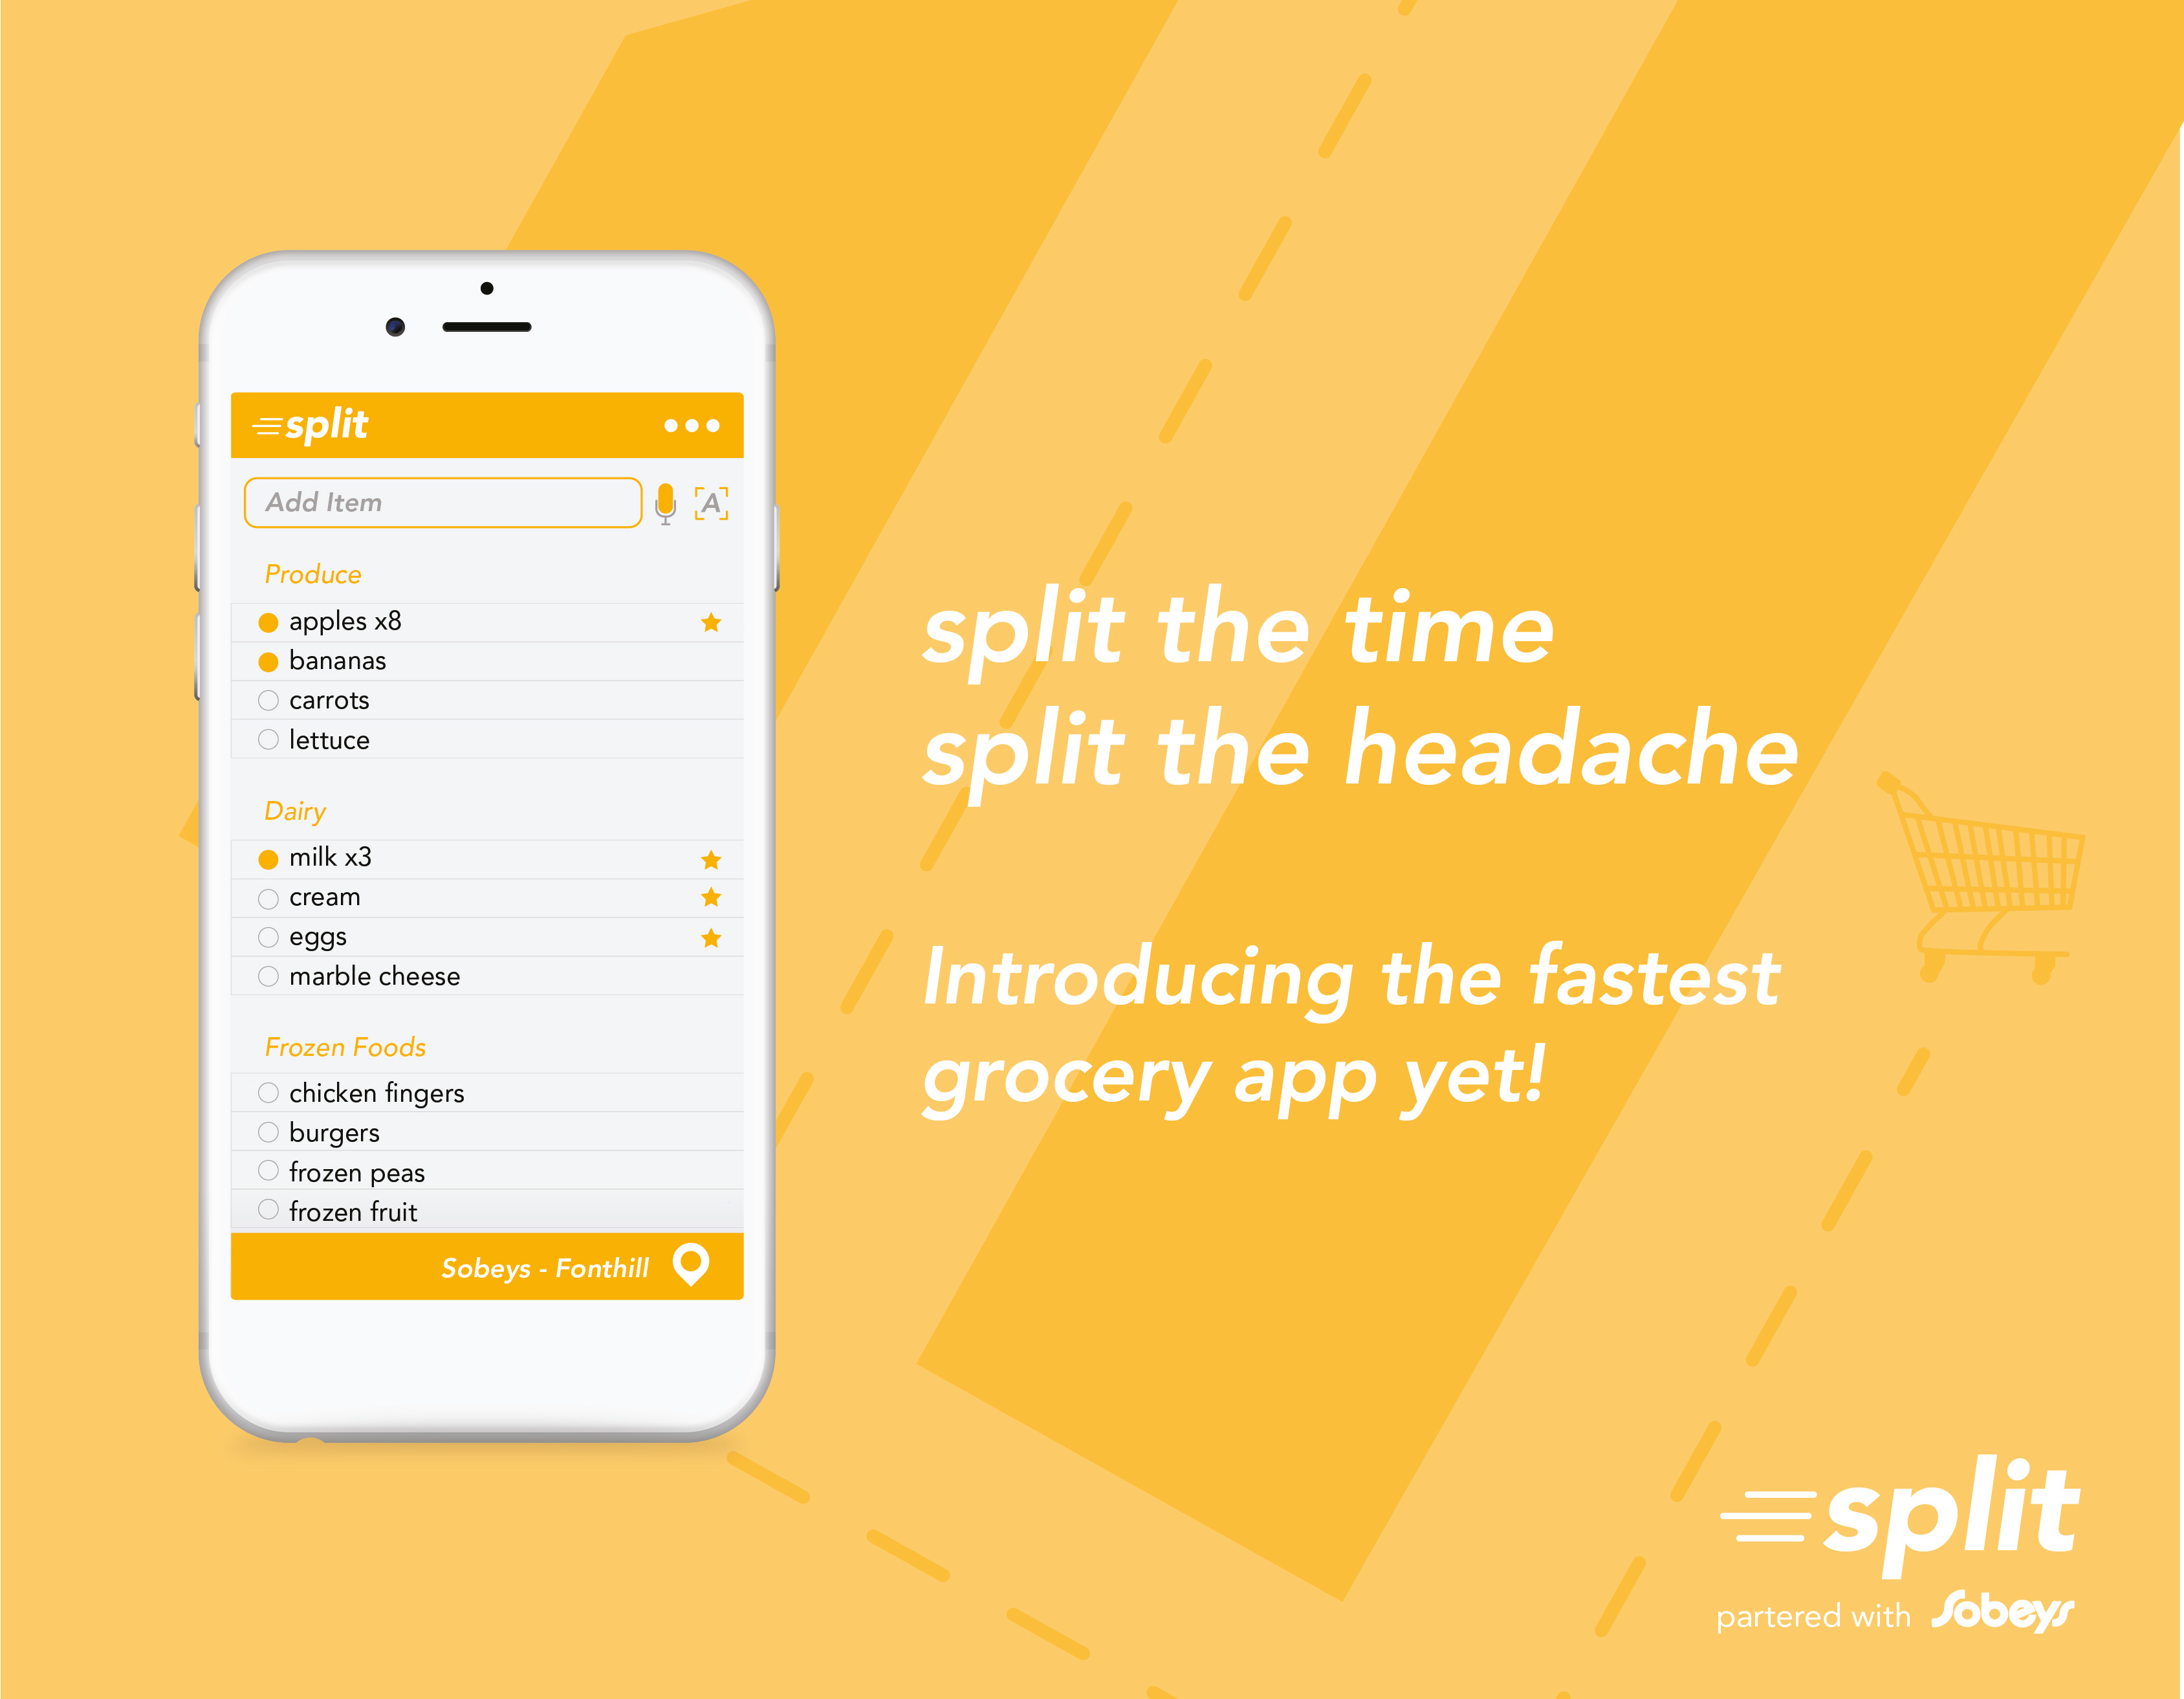 split
Add Item
A
Produce
apples x8
bananas
carrots
lettuce
Dairy
milk x3
cream
eggs
marble cheese
Frozen Foods
chicken fingers
burgers
frozen peas
frozen fruit
Sobeys - Fonthill
split the time
split the headache
Introducing the fastest
grocery app yet!
split
partered with Sobeys